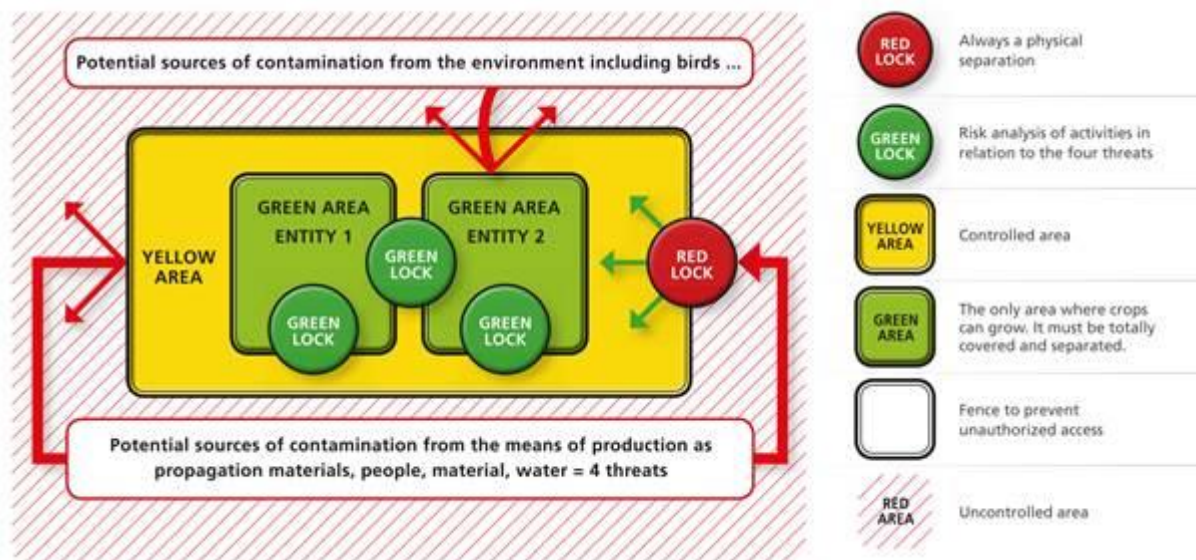 Potential sources of contamination from the environment including birds ...
GREEN AREA
ENTITY 1
GREEN AREA
ENTITY 2
YELLOW
AREA
GREEN
LOCK
GREEN
LOCK
GREEN
LOCK
RED
LOCK
Potential sources of contamination from the means of production as
propagation materials, people, material, water = 4 threats
RED
LOCK
Always a physical
separation
GREEN
LOCK
Risk analysis of activities in
relation to the four threats
YELLOW
AREA
Controlled area
GREEN
AREA
The only area where crops
can grow. It must be totally
covered and separated.
Fence to prevent
unauthorized access
RED
AREA
Uncontrolled area